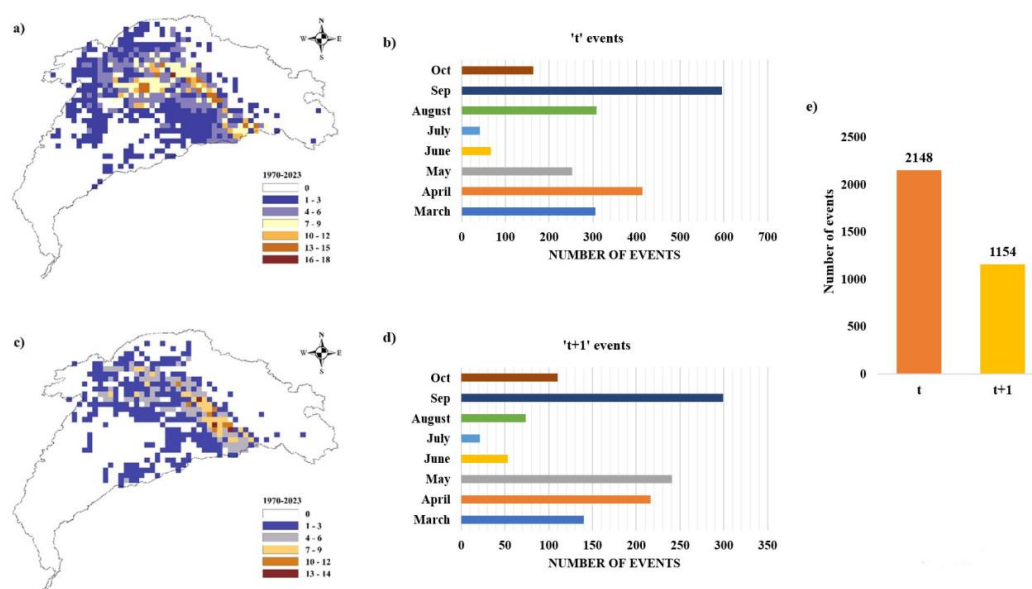 a)
N
W E
S
1970-2023
0
1 - 3
4 - 6
7 - 9
10 - 12
13 - 15
16 - 18
b)
't' events
Oct
Sep
August
July
June
May
April
March
0 100 200 300 400 500 600 700
NUMBER OF EVENTS
c)
N
W E
S
1970-2023
0
1 - 3
4 - 6
7 - 9
10 - 12
13 - 14
d)
't+1' events
Oct
Sep
August
July
June
May
April
March
0 50 100 150 200 250 300 350
NUMBER OF EVENTS
e)
Number of events
2500
2000
1500
1000
500
0
2148
1154
t t+1